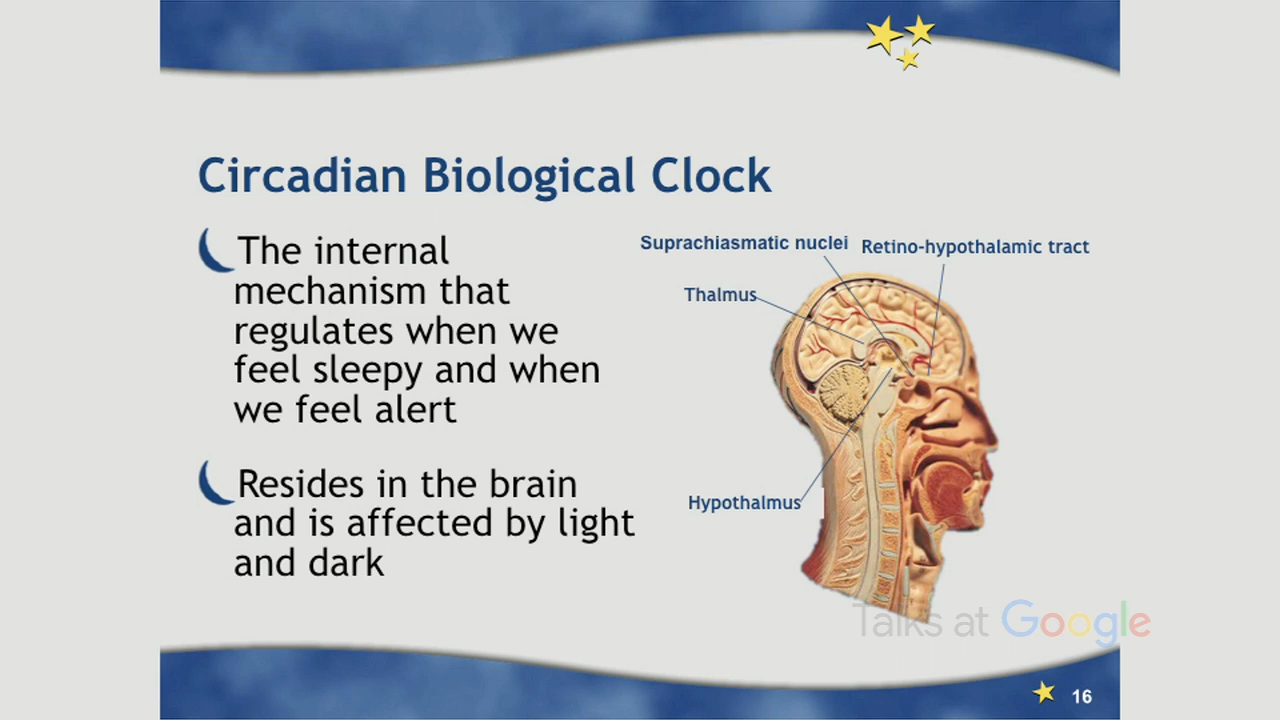 Circadian Biological Clock
The internal
mechanism that
regulates when we
feel sleepy and when
we feel alert
Resides in the brain
and is affected by light
and dark
Suprachiasmatic nuclei
Retino-hypothalamic tract
Thalmus
Hypothalmus
Talks at Google
16